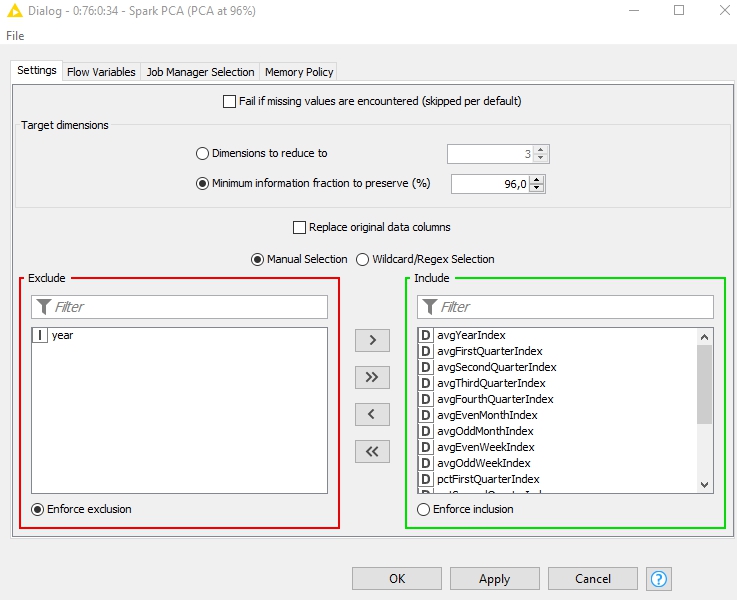 Dialog - 0:76:0:34 - Spark PCA (PCA at 96%)
File
Settings Flow Variables Job Manager Selection Memory Policy
Fail if missing values are encountered (skipped per default)
Target dimensions
Dimensions to reduce to 3
Minimum information fraction to preserve (%) 96,0
Replace original data columns
Manual Selection Wildcard/Regex Selection
Exclude
Filter
I year
Enforce exclusion
>
>>
<
<<
Include
Filter
D avgYearIndex
D avgFirstQuarterIndex
D avgSecondQuarterIndex
D avgThirdQuarterIndex
D avgFourthQuarterIndex
D avgEvenMonthIndex
D avgOddMonthIndex
D avgEvenWeekIndex
D avgOddWeekIndex
D pctFirstQuarterIndex
Enforce inclusion
OK Apply Cancel ?